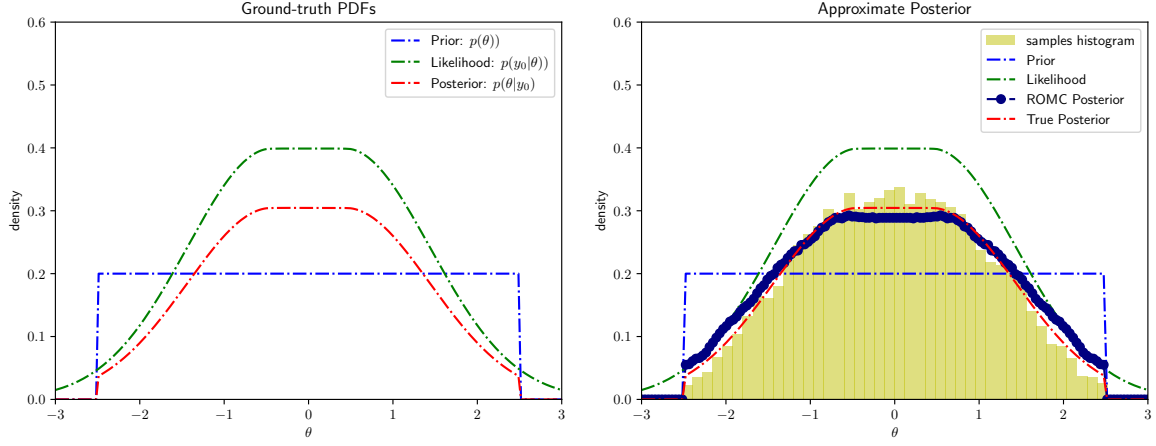 Ground-truth PDFs
0.6
0.5
0.4
0.3
0.2
0.1
0.0
density
−3
−2
−1
0
1
2
3
θ
Prior: p(θ))
Likelihood: p(y₀|θ))
Posterior: p(θ|y₀)
Approximate Posterior
0.6
0.5
0.4
0.3
0.2
0.1
0.0
density
−3
−2
−1
0
1
2
3
θ
samples histogram
Prior
Likelihood
ROMC Posterior
True Posterior